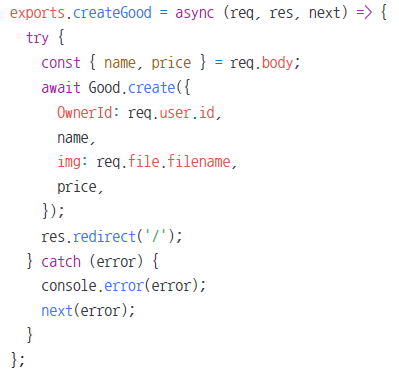 exports.createGood = async (req, res, next) => {
  try {
    const { name, price } = req.body;
    await Good.create({
      OwnerId: req.user.id,
      name,
      img: req.file.filename,
      price,
    });
    res.redirect('/');
  } catch (error) {
    console.error(error);
    next(error);
  }
};